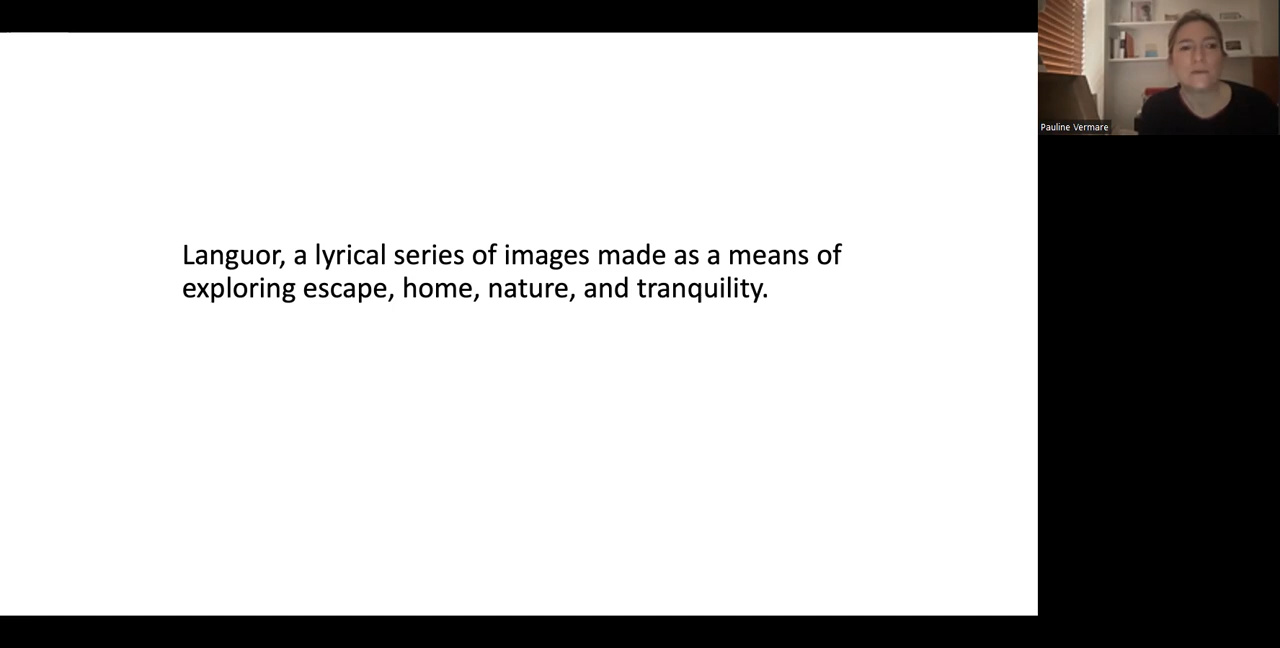 Languor, a lyrical series of images made as a means of
exploring escape, home, nature, and tranquility.
Pauline Vermare